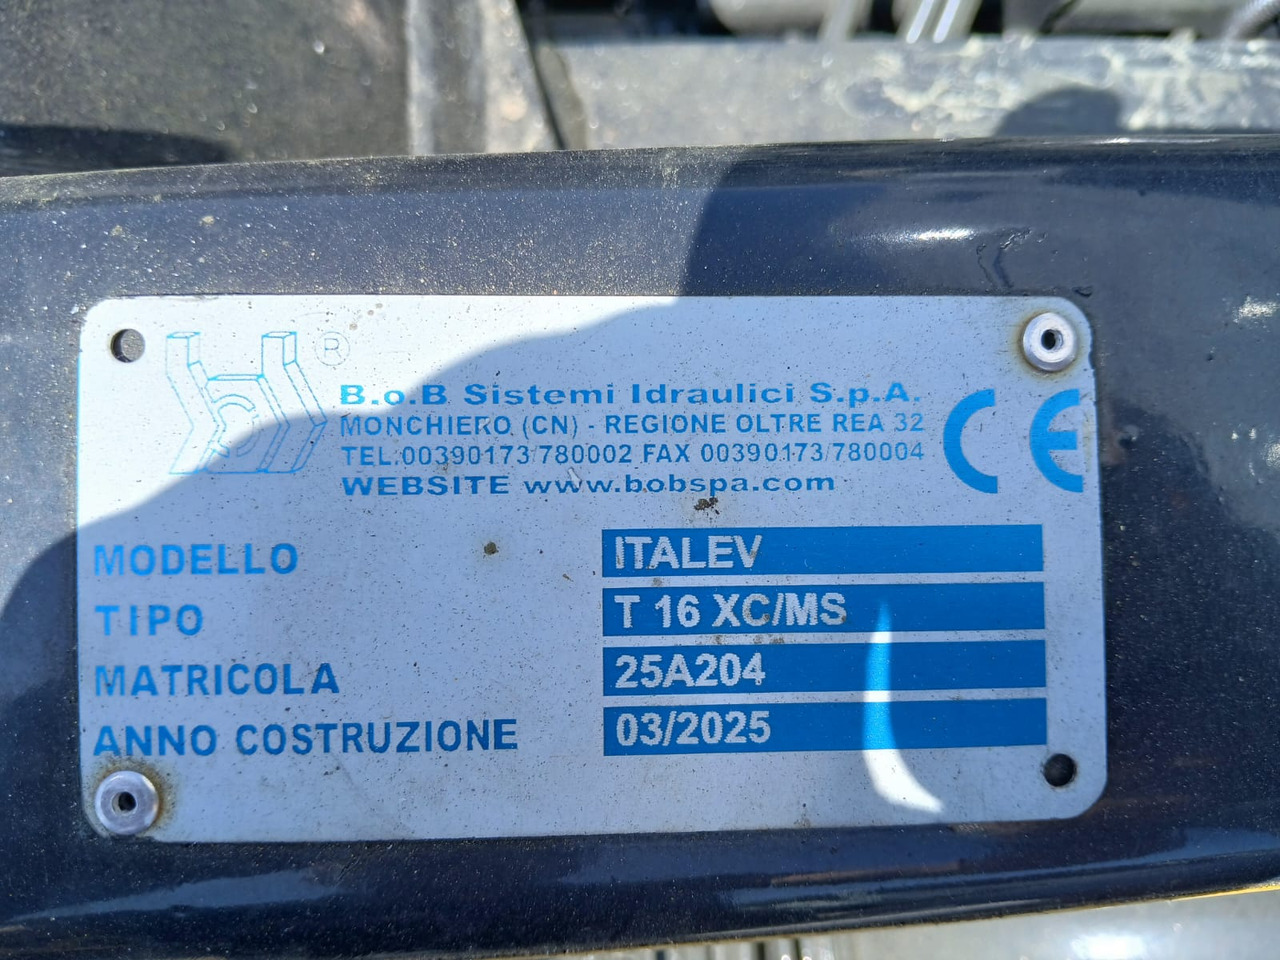 ®
B.o.B Sistemi Idraulici S.p.A.
MONCHIERO (CN) - REGIONE OLTRE REA 32
TEL:00390173/780002 FAX 00390173/780004
WEBSITE www.bobspa.com
CE
MODELLO ITALEV
TIPO T 16 XC/MS
MATRICOLA 25A204
ANNO COSTRUZIONE 03/2025